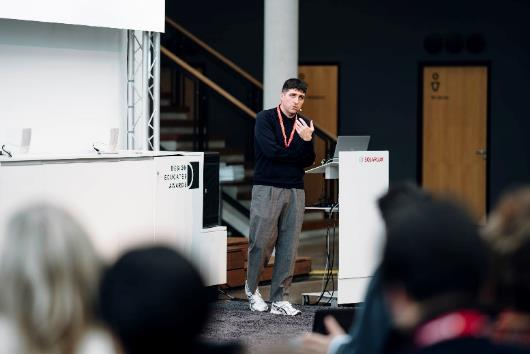 DESIGN
EDUCATES
AWARDS
SOLARLUX